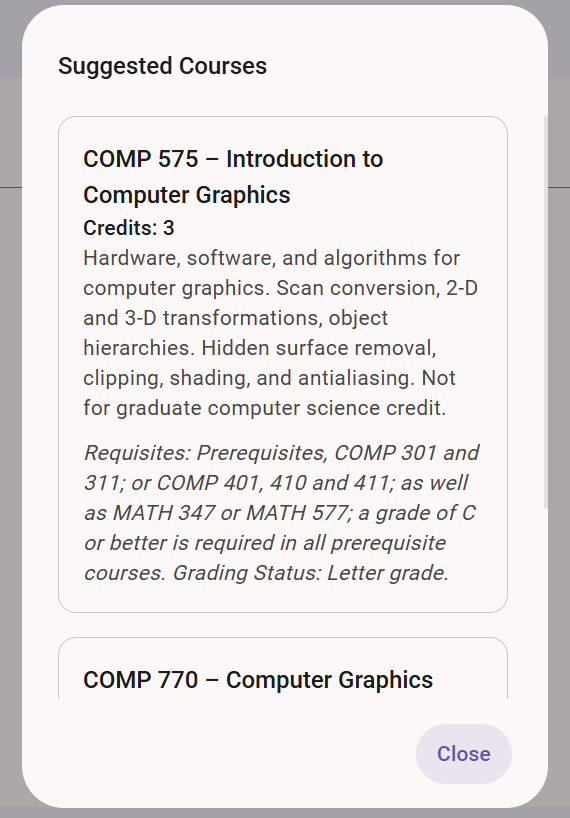 Suggested Courses
COMP 575 – Introduction to
Computer Graphics
Credits: 3
Hardware, software, and algorithms for
computer graphics. Scan conversion, 2-D
and 3-D transformations, object
hierarchies. Hidden surface removal,
clipping, shading, and antialiasing. Not
for graduate computer science credit.
Requisites: Prerequisites, COMP 301 and
311; or COMP 401, 410 and 411; as well
as MATH 347 or MATH 577; a grade of C
or better is required in all prerequisite
courses. Grading Status: Letter grade.
COMP 770 – Computer Graphics
Close